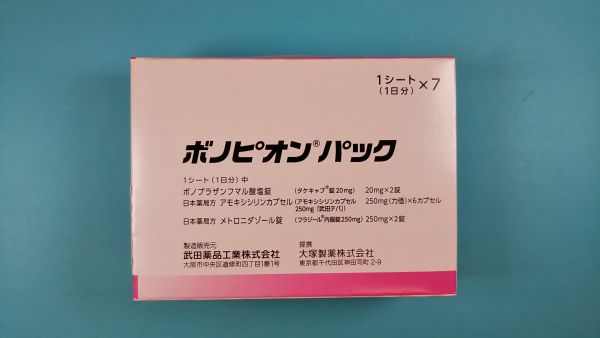 1シート×7
(1日分)
ボノピオン®パック
1シート(1日分)中
ボノプラザンフマル酸塩錠 (タケキャブ®錠20mg) 20mg×2錠
日本薬局方 アモキシシリンカプセル (アモキシシリンカプセル 250mg(力価)×6カプセル
250mg「武田テバ」)
日本薬局方 メトロニダゾール錠 (フラジール®内服錠250mg) 250mg×2錠
製造販売元 提携
武田薬品工業株式会社 大塚製薬株式会社
大阪市中央区道修町四丁目1番1号 東京都千代田区神田司町2-9